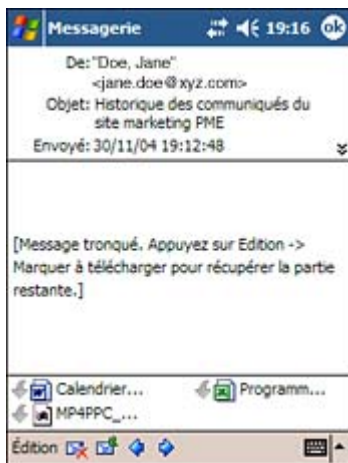 Messagerie 19:16 ok
De: "Doe, Jane"
<jane.doe@xyz.com>
Objet: Historique des communiqués du
site marketing PME
Envoyé: 30/11/04 19:12:48
[Message tronqué. Appuyez sur Edition ->
Marquer à télécharger pour récupérer la partie
restante.]
Calendrier... Programm...
MP4PPC_...
Édition